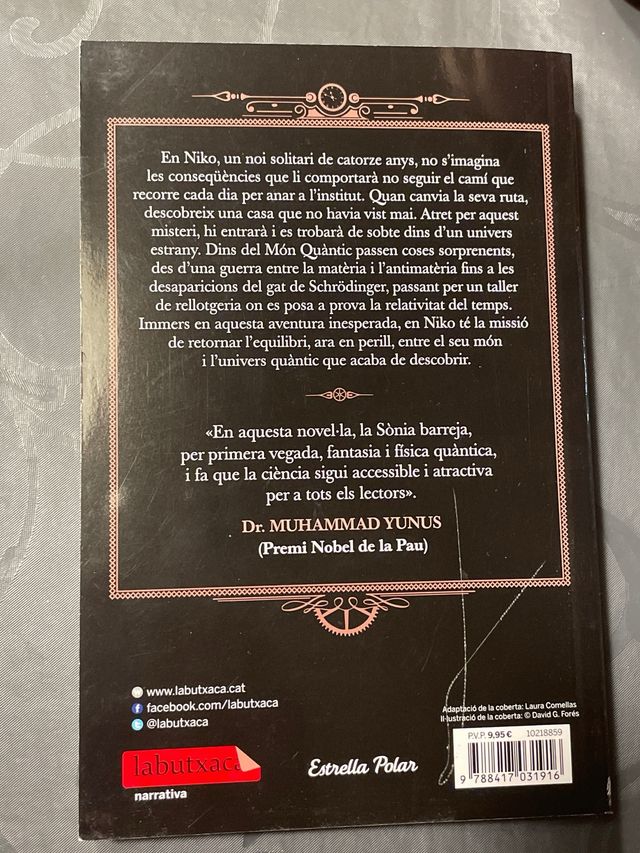 En Niko, un noi solitari de catorze anys, no s'imagina
les conseqüències que li comportarà no seguir el camí que
recorre cada dia per anar a l'institut. Quan canvia la seva ruta,
descobreix una casa que no havia vist mai. Atret per aquest
misteri, hi entrarà i es trobarà de sobte dins d'un univers
estrany. Dins del Món Quàntic passen coses sorprenents,
des d'una guerra entre la matèria i l'antimatèria fins a les
desaparicions del gat de Schrödinger, passant per un taller
de rellotgeria on es posa a prova la relativitat del temps.
Immers en aquesta aventura inesperada, en Niko té la missió
de retornar l'equilibri, ara en perill, entre el seu món
i l'univers quàntic que acaba de descobrir.
«En aquesta novel·la, la Sònia barreja,
per primera vegada, fantasia i física quàntica,
i fa que la ciència sigui accessible i atractiva
per a tots els lectors».
Dr. MUHAMMAD YUNUS
(Premi Nobel de la Pau)
www.labutxaca.cat
facebook.com/labutxaca
@labutxaca
Adaptació de la coberta: Laura Comellas
Il·lustració de la coberta: © David G. Forés
P.V.P. 9,95 € 10218859
9 788417 031916
labutxaca
narrativa
Estrella Polar